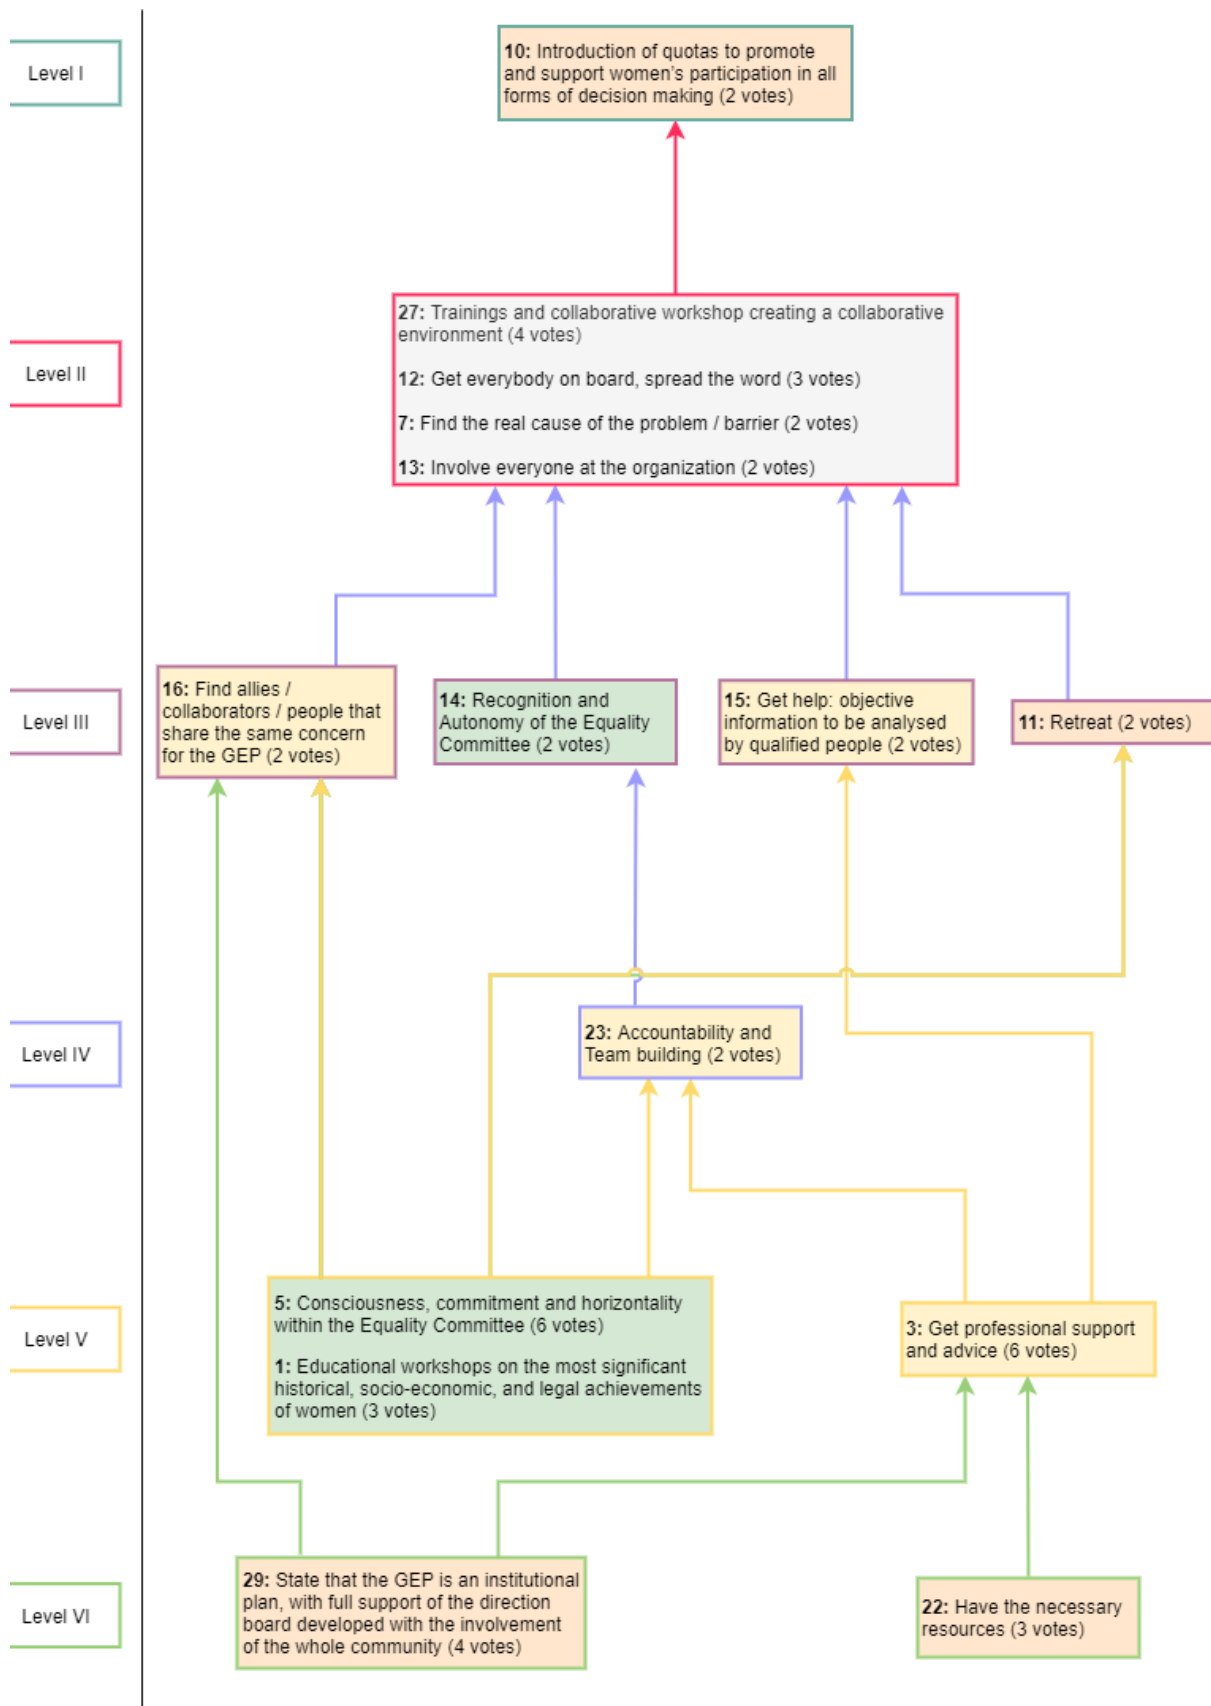 Level I
10: Introduction of quotas to promote
and support women's participation in all
forms of decision making (2 votes)
Level II
27: Trainings and collaborative workshop creating a collaborative
environment (4 votes)
12: Get everybody on board, spread the word (3 votes)
7: Find the real cause of the problem / barrier (2 votes)
13: Involve everyone at the organization (2 votes)
Level III
16: Find allies /
collaborators / people that
share the same concern
for the GEP (2 votes)
14: Recognition and
Autonomy of the Equality
Committee (2 votes)
15: Get help: objective
information to be analysed
by qualified people (2 votes)
11: Retreat (2 votes)
Level IV
23: Accountability and
Team building (2 votes)
Level V
5: Consciousness, commitment and horizontality
within the Equality Committee (6 votes)
1: Educational workshops on the most significant
historical, socio-economic, and legal achievements
of women (3 votes)
3: Get professional support
and advice (6 votes)
Level VI
29: State that the GEP is an institutional
plan, with full support of the direction
board developed with the involvement
of the whole community (4 votes)
22: Have the necessary
resources (3 votes)